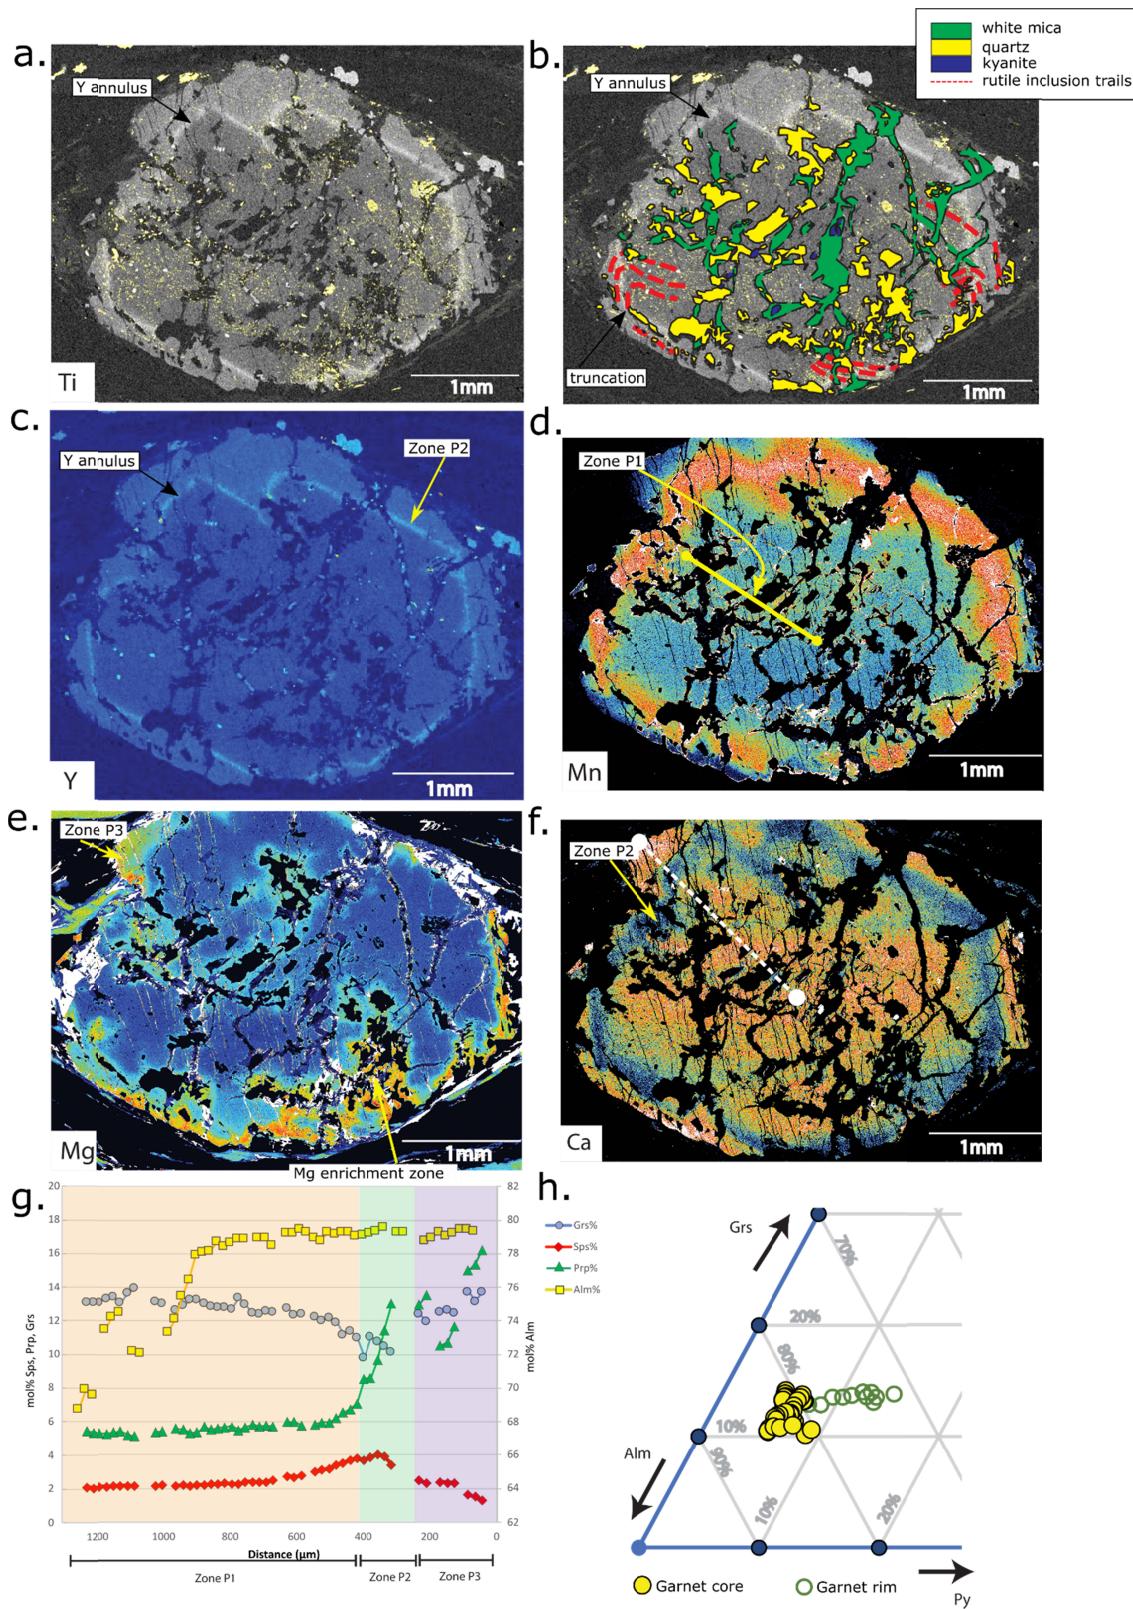 a.
Y annulus
Ti
1mm
b.
white mica
quartz
kyanite
rutile inclusion trails
Y annulus
truncation
1mm
c.
Zone P2
Y annulus
Y
1mm
d.
Zone P1
Mn
1mm
e.
Zone P3
Mg
1mm
Mg enrichment zone
f.
Zone P2
Ca
1mm
g.
mol% Sps, Prp, Grs
20
18
16
14
12
10
8
6
4
2
0
82
80
78
76
74
72
70
68
66
64
62
mol% Alm
1200
1000
800
600
400
200
0
Distance (µm)
Zone P1
Zone P2
Zone P3
Grs%
Sps%
Prp%
Alm%
h.
Grs
70%
20%
80%
10%
90%
Alm
10%
20%
Py
Garnet core
Garnet rim